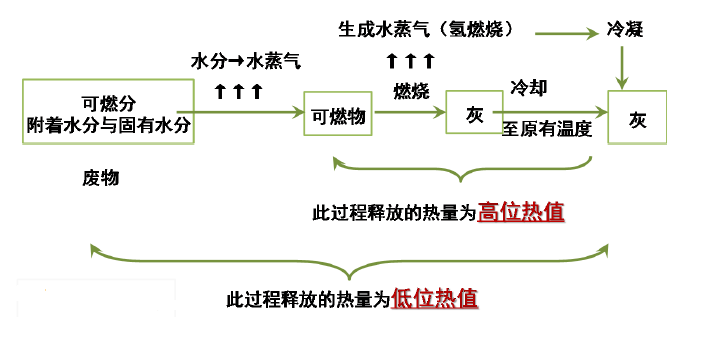 生成水蒸气（氢燃烧）
冷凝
水分→水蒸气
↑↑↑
↑↑↑
燃烧
冷却
可燃分
附着水分与固有水分
可燃物
灰
至原有温度
灰
废物
此过程释放的热量为高位热值
此过程释放的热量为低位热值